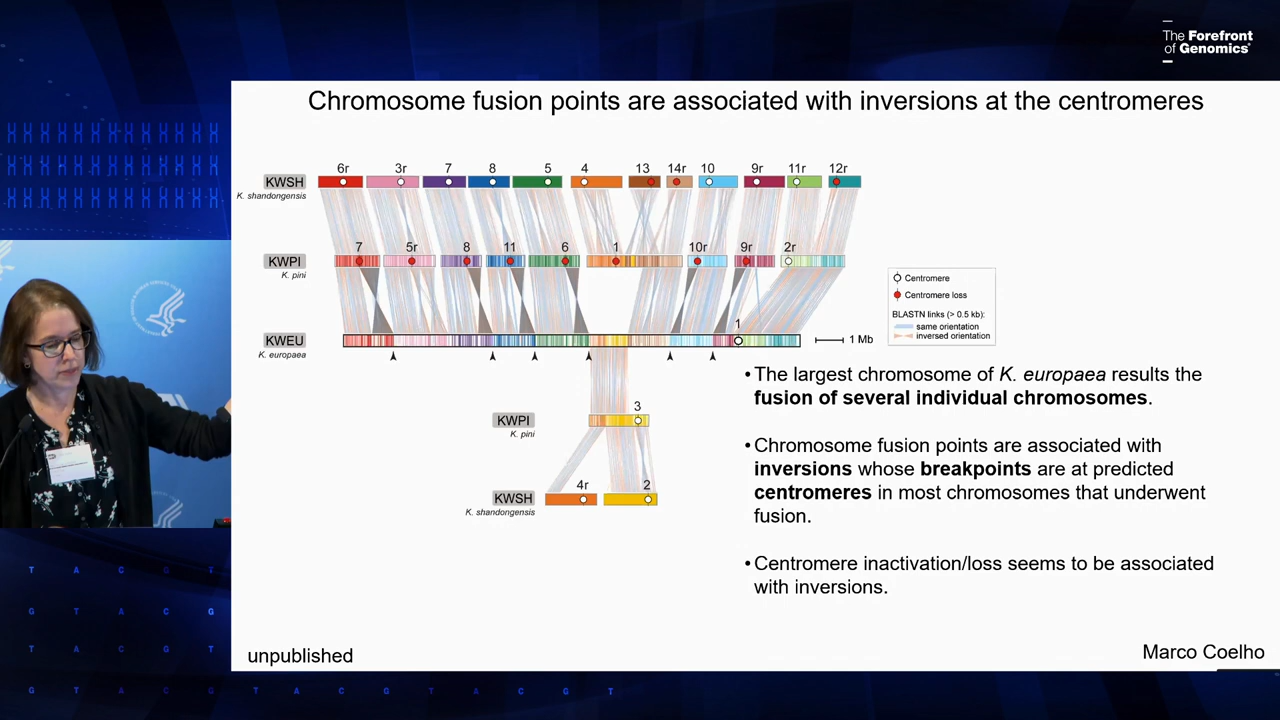 The Forefront
of Genomics®
Chromosome fusion points are associated with inversions at the centromeres
6r 3r 7 8 5 4 13 14r 10 9r 11r 12r
KWSH
K. shandongensis
7 5r 8 11 6 1 10r 9r 2r
KWPI
K. pini
Centromere
Centromere loss
BLASTN links (> 0.5 kb):
same orientation
inversed orientation
1
KWEU
1 Mb
K. europaea
•The largest chromosome of K. europaea results the
fusion of several individual chromosomes.
3
KWPI
K. pini
•Chromosome fusion points are associated with
inversions whose breakpoints are at predicted
centromeres in most chromosomes that underwent
fusion.
4r 2
KWSH
K. shandongensis
•Centromere inactivation/loss seems to be associated
with inversions.
unpublished
Marco Coelho
T A C G T
G T A C G
T A C G T
G T A C G T A C G T A C G T